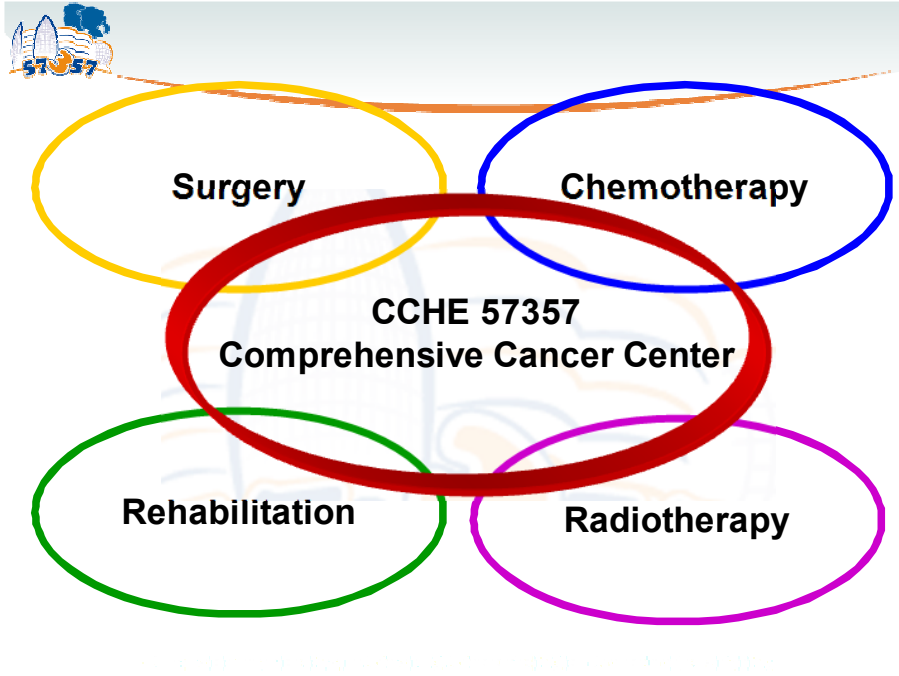 57357
Surgery
Chemotherapy
CCHE 57357
Comprehensive Cancer Center
Rehabilitation
Radiotherapy